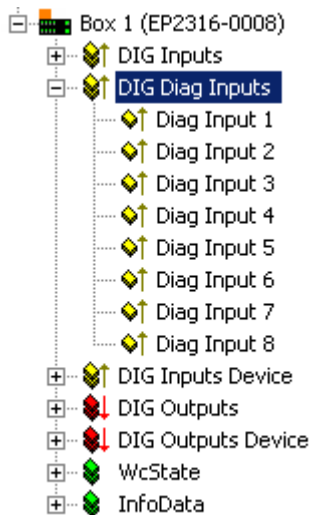 Box 1 (EP2316-0008)
DIG Inputs
DIG Diag Inputs
Diag Input 1
Diag Input 2
Diag Input 3
Diag Input 4
Diag Input 5
Diag Input 6
Diag Input 7
Diag Input 8
DIG Inputs Device
DIG Outputs
DIG Outputs Device
WcState
InfoData